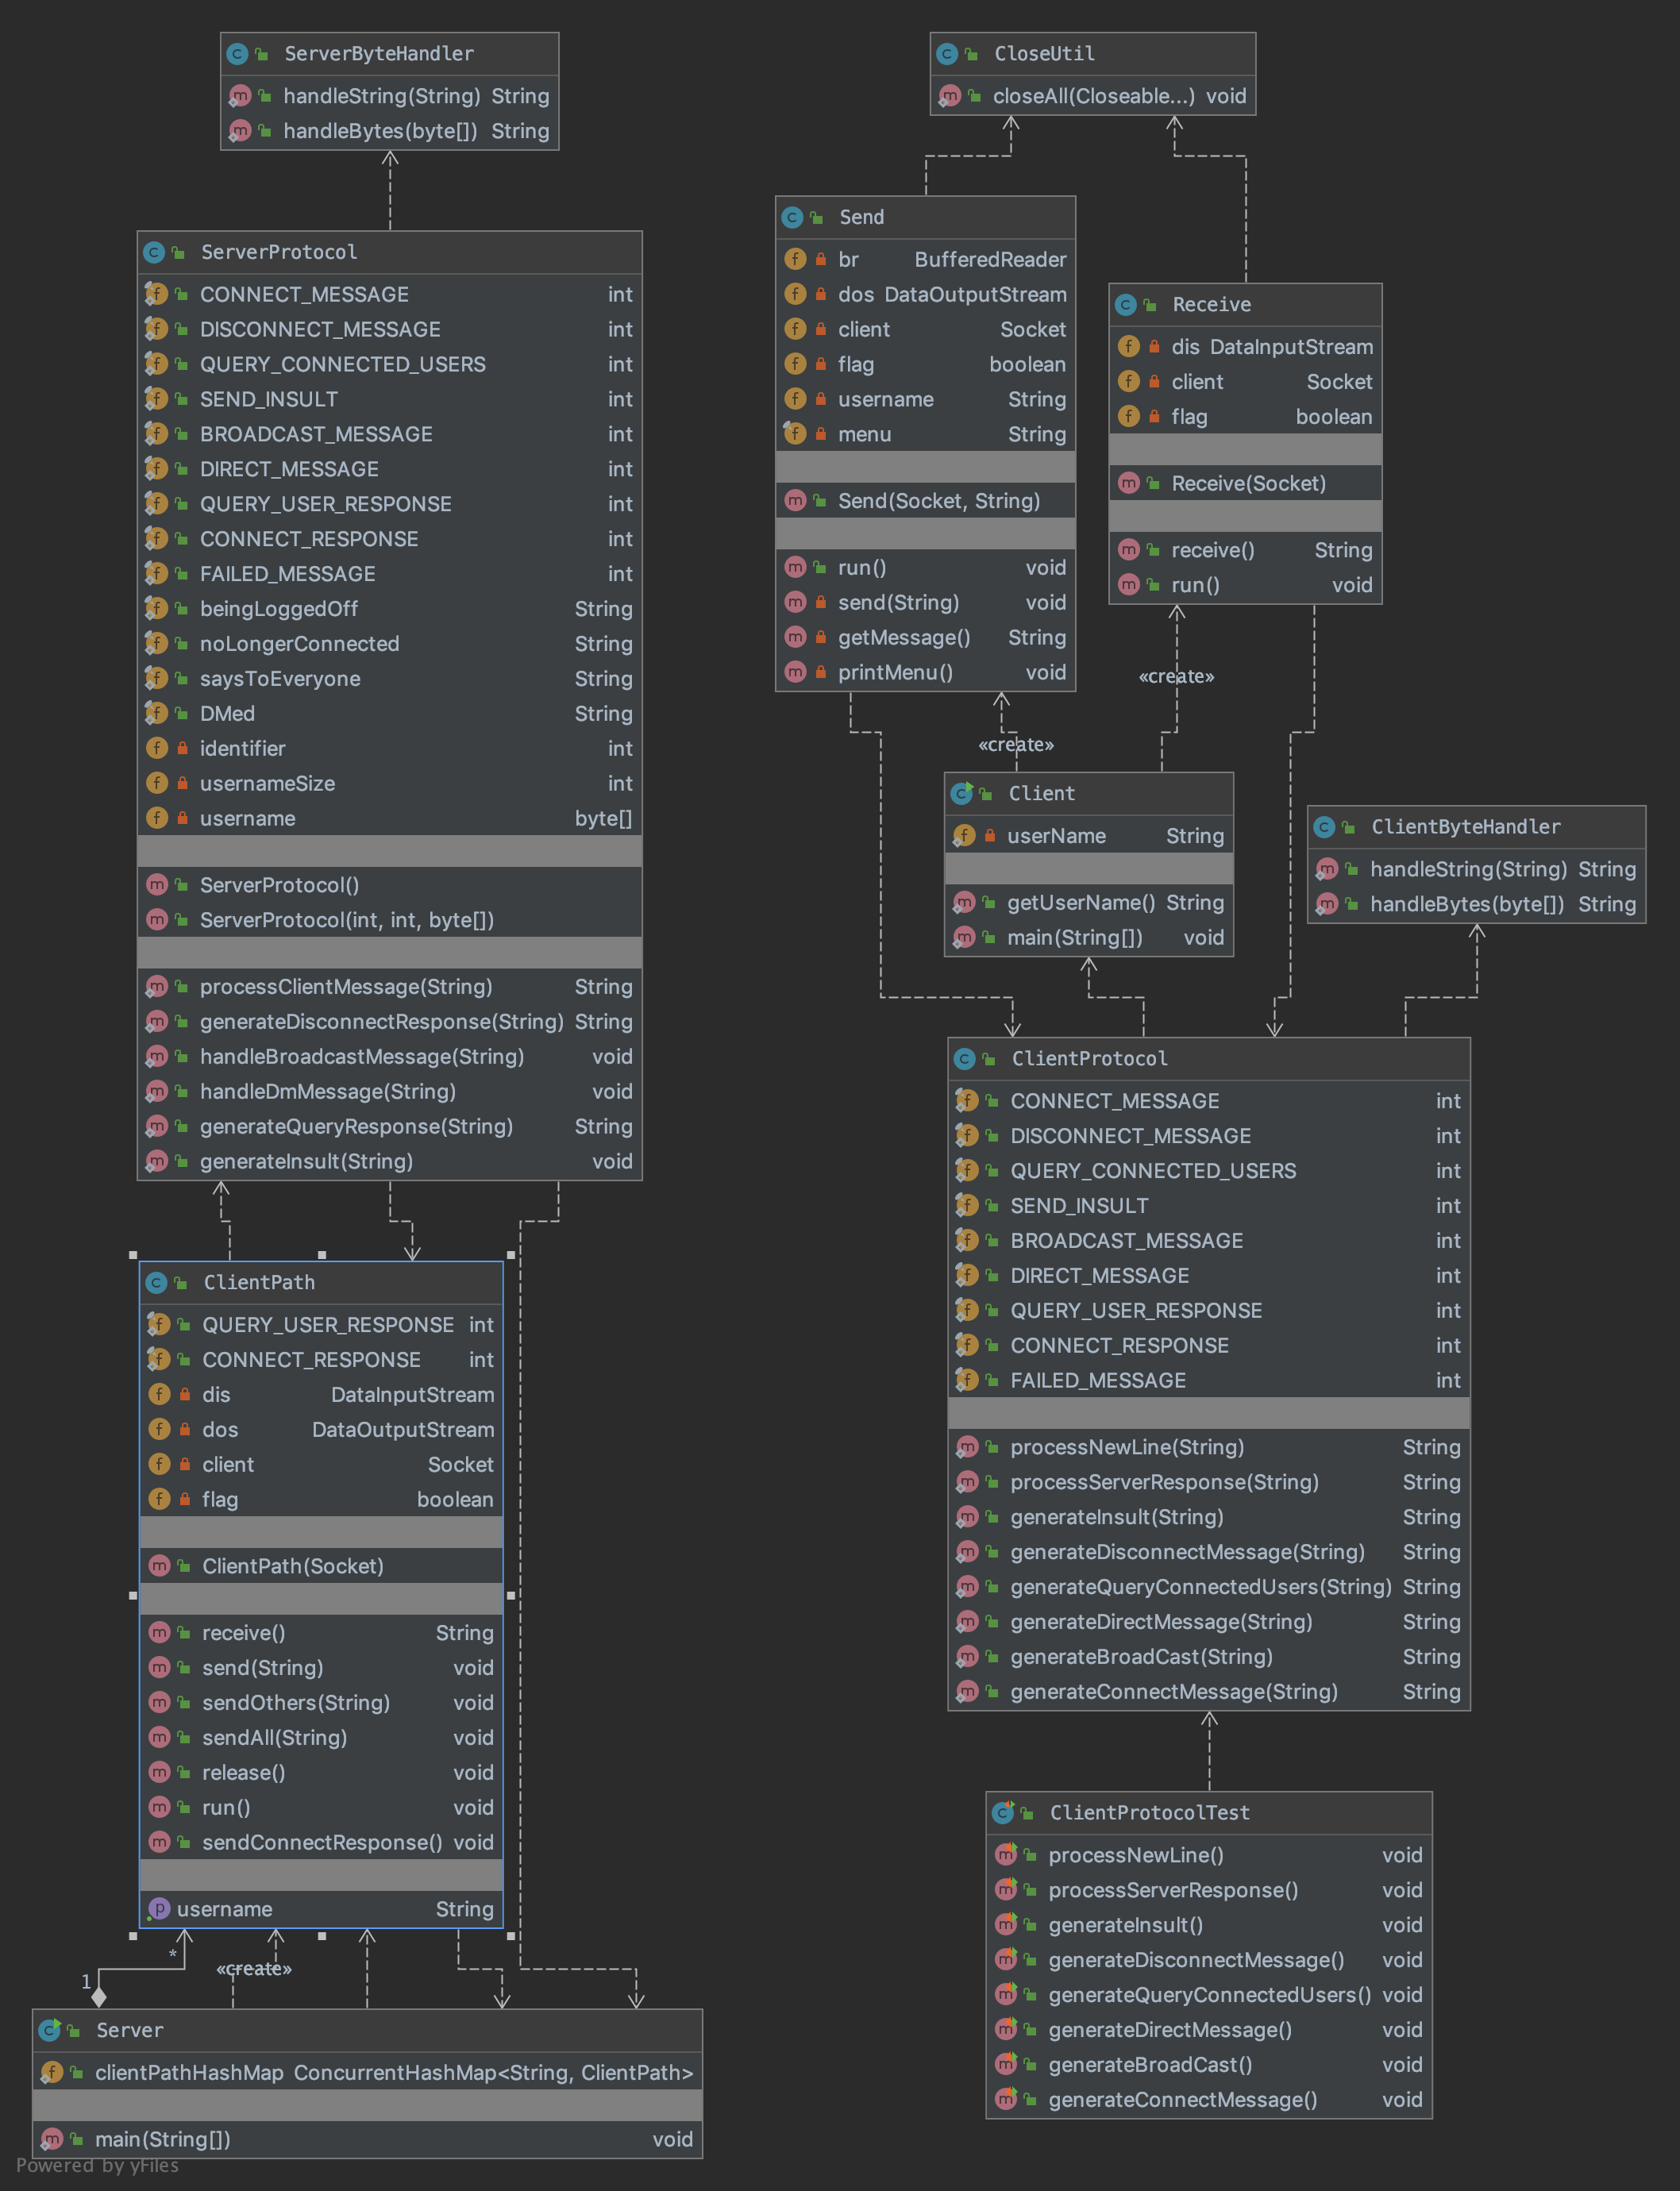 ServerByteHandler
handleString(String) String
handleBytes(byte[]) String
ServerProtocol
CONNECT_MESSAGE int
DISCONNECT_MESSAGE int
QUERY_CONNECTED_USERS int
SEND_INSULT int
BROADCAST_MESSAGE int
DIRECT_MESSAGE int
QUERY_USER_RESPONSE int
CONNECT_RESPONSE int
FAILED_MESSAGE int
beingLoggedOff String
noLongerConnected String
saysToEveryone String
DMed String
identifier int
usernameSize int
username byte[]
ServerProtocol()
ServerProtocol(int, int, byte[])
processClientMessage(String) String
generateDisconnectResponse(String) String
handleBroadcastMessage(String) void
handleDmMessage(String) void
generateQueryResponse(String) String
generateInsult(String) void
ClientPath
QUERY_USER_RESPONSE int
CONNECT_RESPONSE int
dis DataInputStream
dos DataOutputStream
client Socket
flag boolean
ClientPath(Socket)
receive() String
send(String) void
sendOthers(String) void
sendAll(String) void
release() void
run() void
sendConnectResponse() void
username String
*
«create»
1
Server
clientPathHashMap ConcurrentHashMap<String, ClientPath>
main(String[]) void
Powered by yFiles
CloseUtil
closeAll(Closeable...) void
Send
br BufferedReader
dos DataOutputStream
client Socket
flag boolean
username String
menu String
Send(Socket, String)
run() void
send(String) void
getMessage() String
printMenu() void
Receive
dis DataInputStream
client Socket
flag boolean
Receive(Socket)
receive() String
run() void
«create»
«create»
Client
userName String
getUserName() String
main(String[]) void
ClientByteHandler
handleString(String) String
handleBytes(byte[]) String
ClientProtocol
CONNECT_MESSAGE int
DISCONNECT_MESSAGE int
QUERY_CONNECTED_USERS int
SEND_INSULT int
BROADCAST_MESSAGE int
DIRECT_MESSAGE int
QUERY_USER_RESPONSE int
CONNECT_RESPONSE int
FAILED_MESSAGE int
processNewLine(String) String
processServerResponse(String) String
generateInsult(String) String
generateDisconnectMessage(String) String
generateQueryConnectedUsers(String) String
generateDirectMessage(String) String
generateBroadCast(String) String
generateConnectMessage(String) String
ClientProtocolTest
processNewLine() void
processServerResponse() void
generateInsult() void
generateDisconnectMessage() void
generateQueryConnectedUsers() void
generateDirectMessage() void
generateBroadCast() void
generateConnectMessage() void